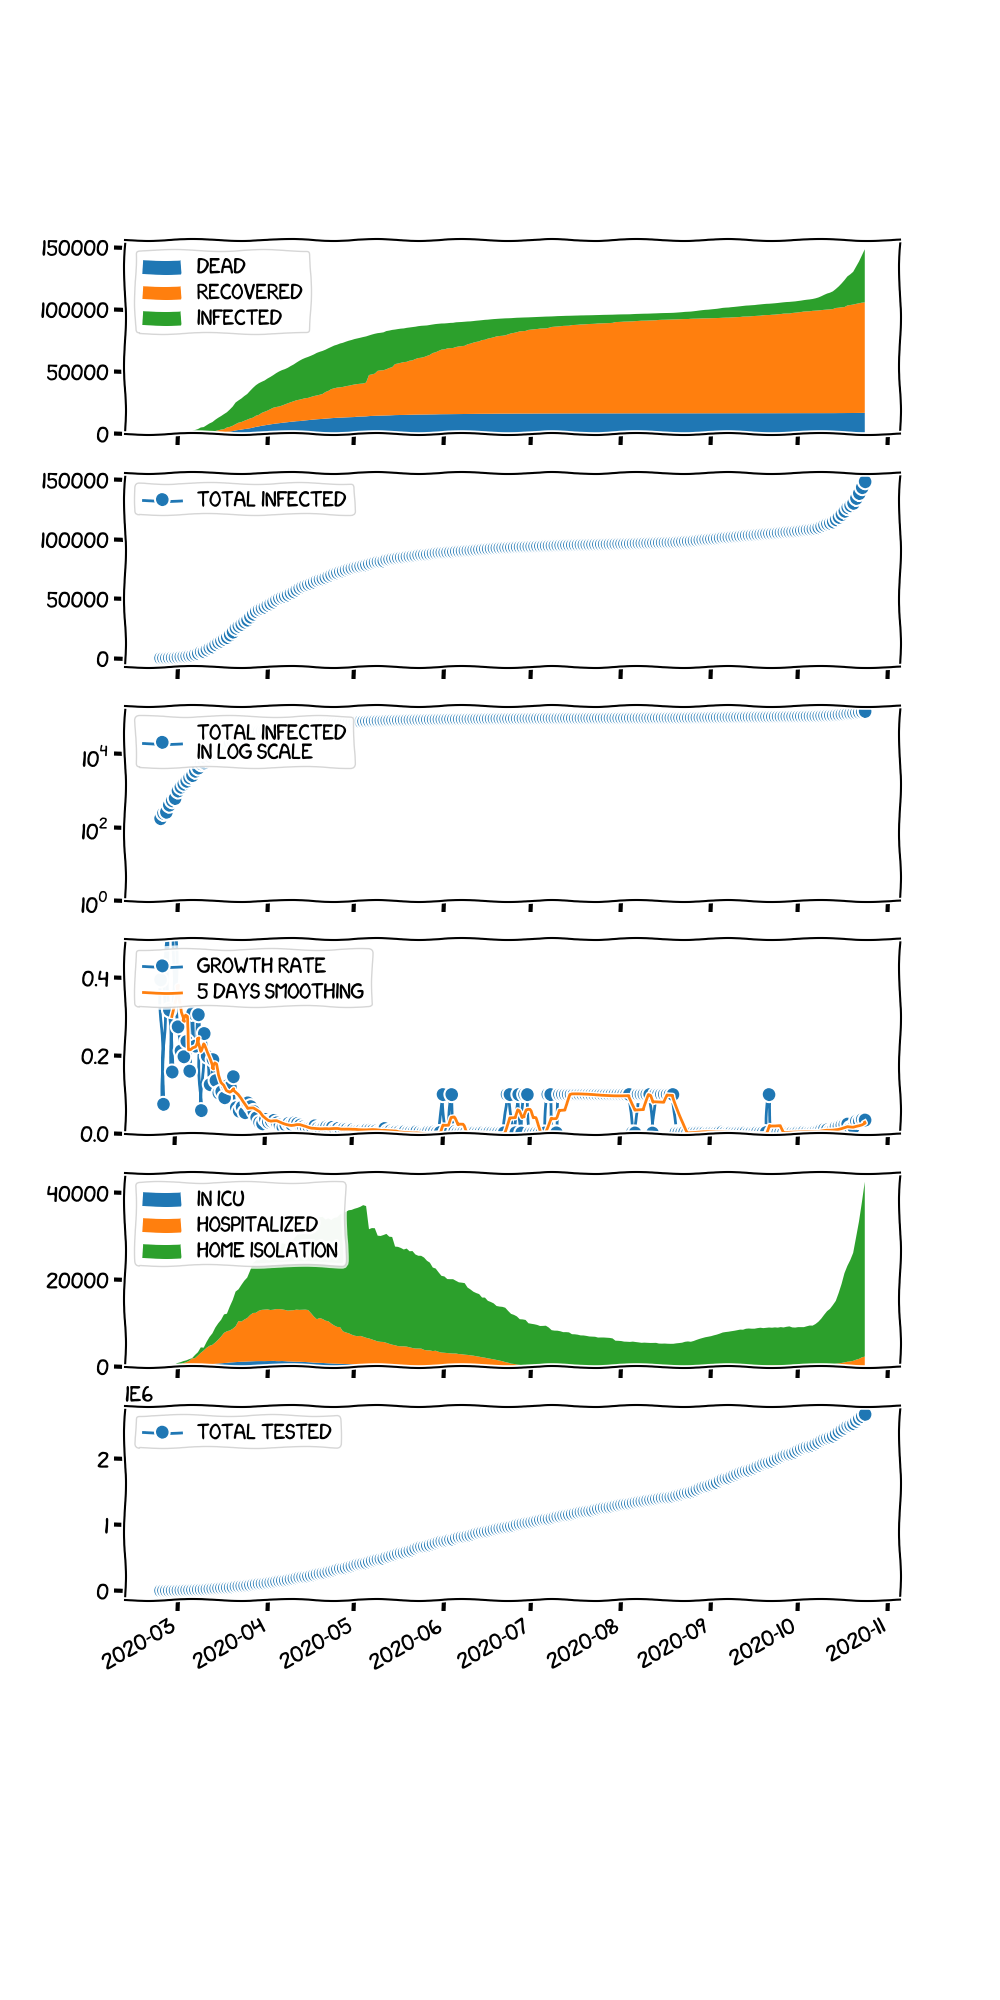 150000
100000
50000
0
DEAD
RECOVERED
INFECTED
150000
100000
50000
0
TOTAL INFECTED
10⁴
10²
10⁰
TOTAL INFECTED
IN LOG SCALE
0.4
0.2
0.0
GROWTH RATE
5 DAYS SMOOTHING
40000
20000
0
IN ICU
HOSPITALIZED
HOME ISOLATION
1E6
2
1
0
TOTAL TESTED
2020-03
2020-04
2020-05
2020-06
2020-07
2020-08
2020-09
2020-10
2020-11